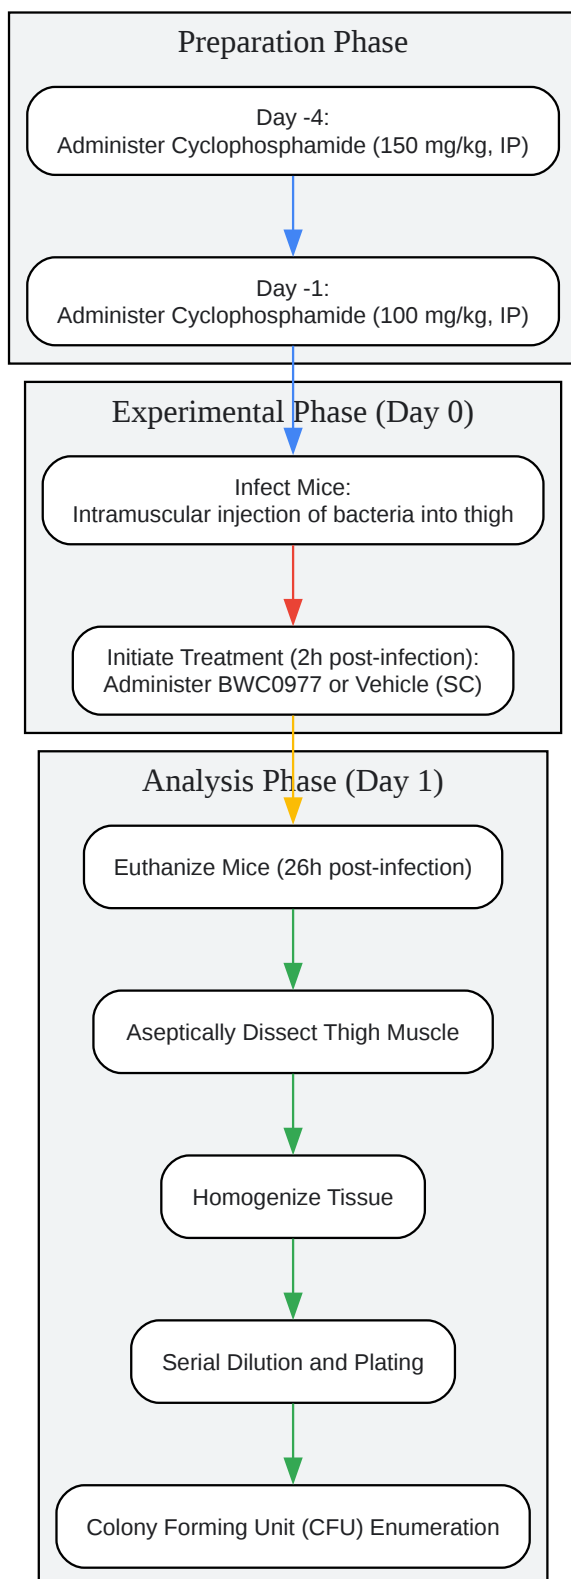 Preparation Phase
Day -4:
Administer Cyclophosphamide (150 mg/kg, IP)
Day -1:
Administer Cyclophosphamide (100 mg/kg, IP)
Experimental Phase (Day 0)
Infect Mice:
Intramuscular injection of bacteria into thigh
Initiate Treatment (2h post-infection):
Administer BWC0977 or Vehicle (SC)
Analysis Phase (Day 1)
Euthanize Mice (26h post-infection)
Aseptically Dissect Thigh Muscle
Homogenize Tissue
Serial Dilution and Plating
Colony Forming Unit (CFU) Enumeration